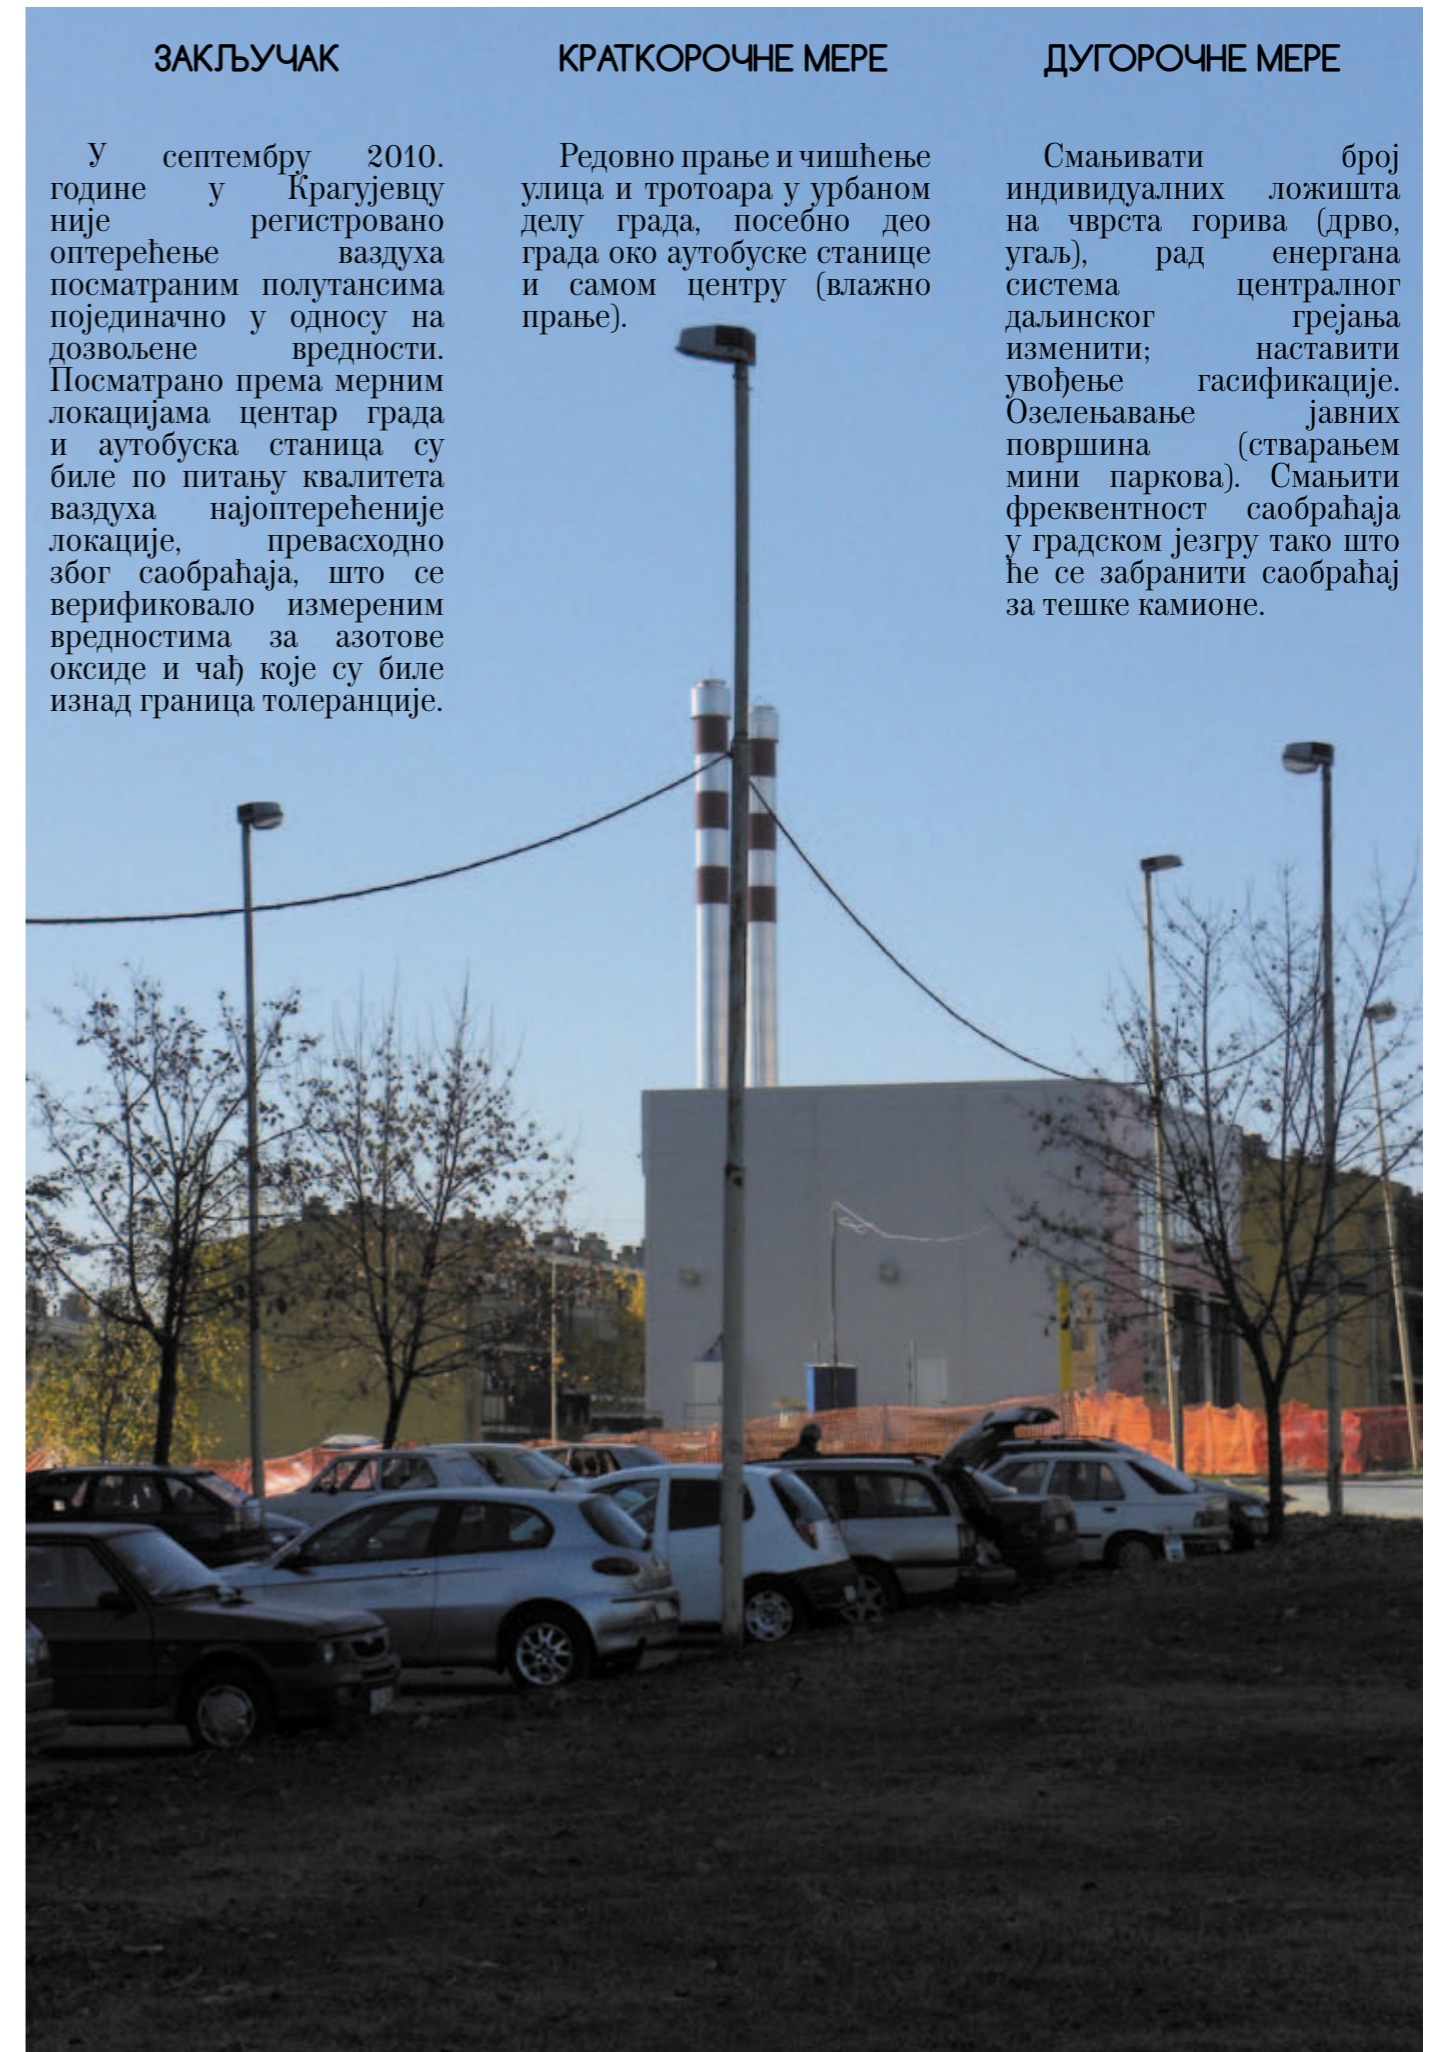 ЗАКЉУЧАК
У септембру 2010.
године у Крагујевцу
није регистровано
оптерећење ваздуха
посматраним полутансима
појединачно у односу на
дозвољене вредности.
Посматрано према мерним
локацијама центар града
и аутобуска станица су
биле по питању квалитета
ваздуха најоптерећеније
локације, превасходно
због саобраћаја, што се
верификовало измереним
вредностима за азотове
оксиде и чађ које су биле
изнад граница толеранције.
КРАТКОРОЧНЕ МЕРЕ
Редовно прање и чишћење
улица и тротоара у урбаном
делу града, посебно део
града око аутобуске станице
и самом центру (влажно
прање).
ДУГОРОЧНЕ МЕРЕ
Смањивати број
индивидуалних ложишта
на чврста горива (дрво,
угаљ), рад енергана
система централног
даљинског грејања
изменити; наставити
увођење гасификације.
Озелењавање јавних
површина (стварањем
мини паркова). Смањити
фреквентност саобраћаја
у градском језгру тако што
ће се забранити саобраћај
за тешке камионе.